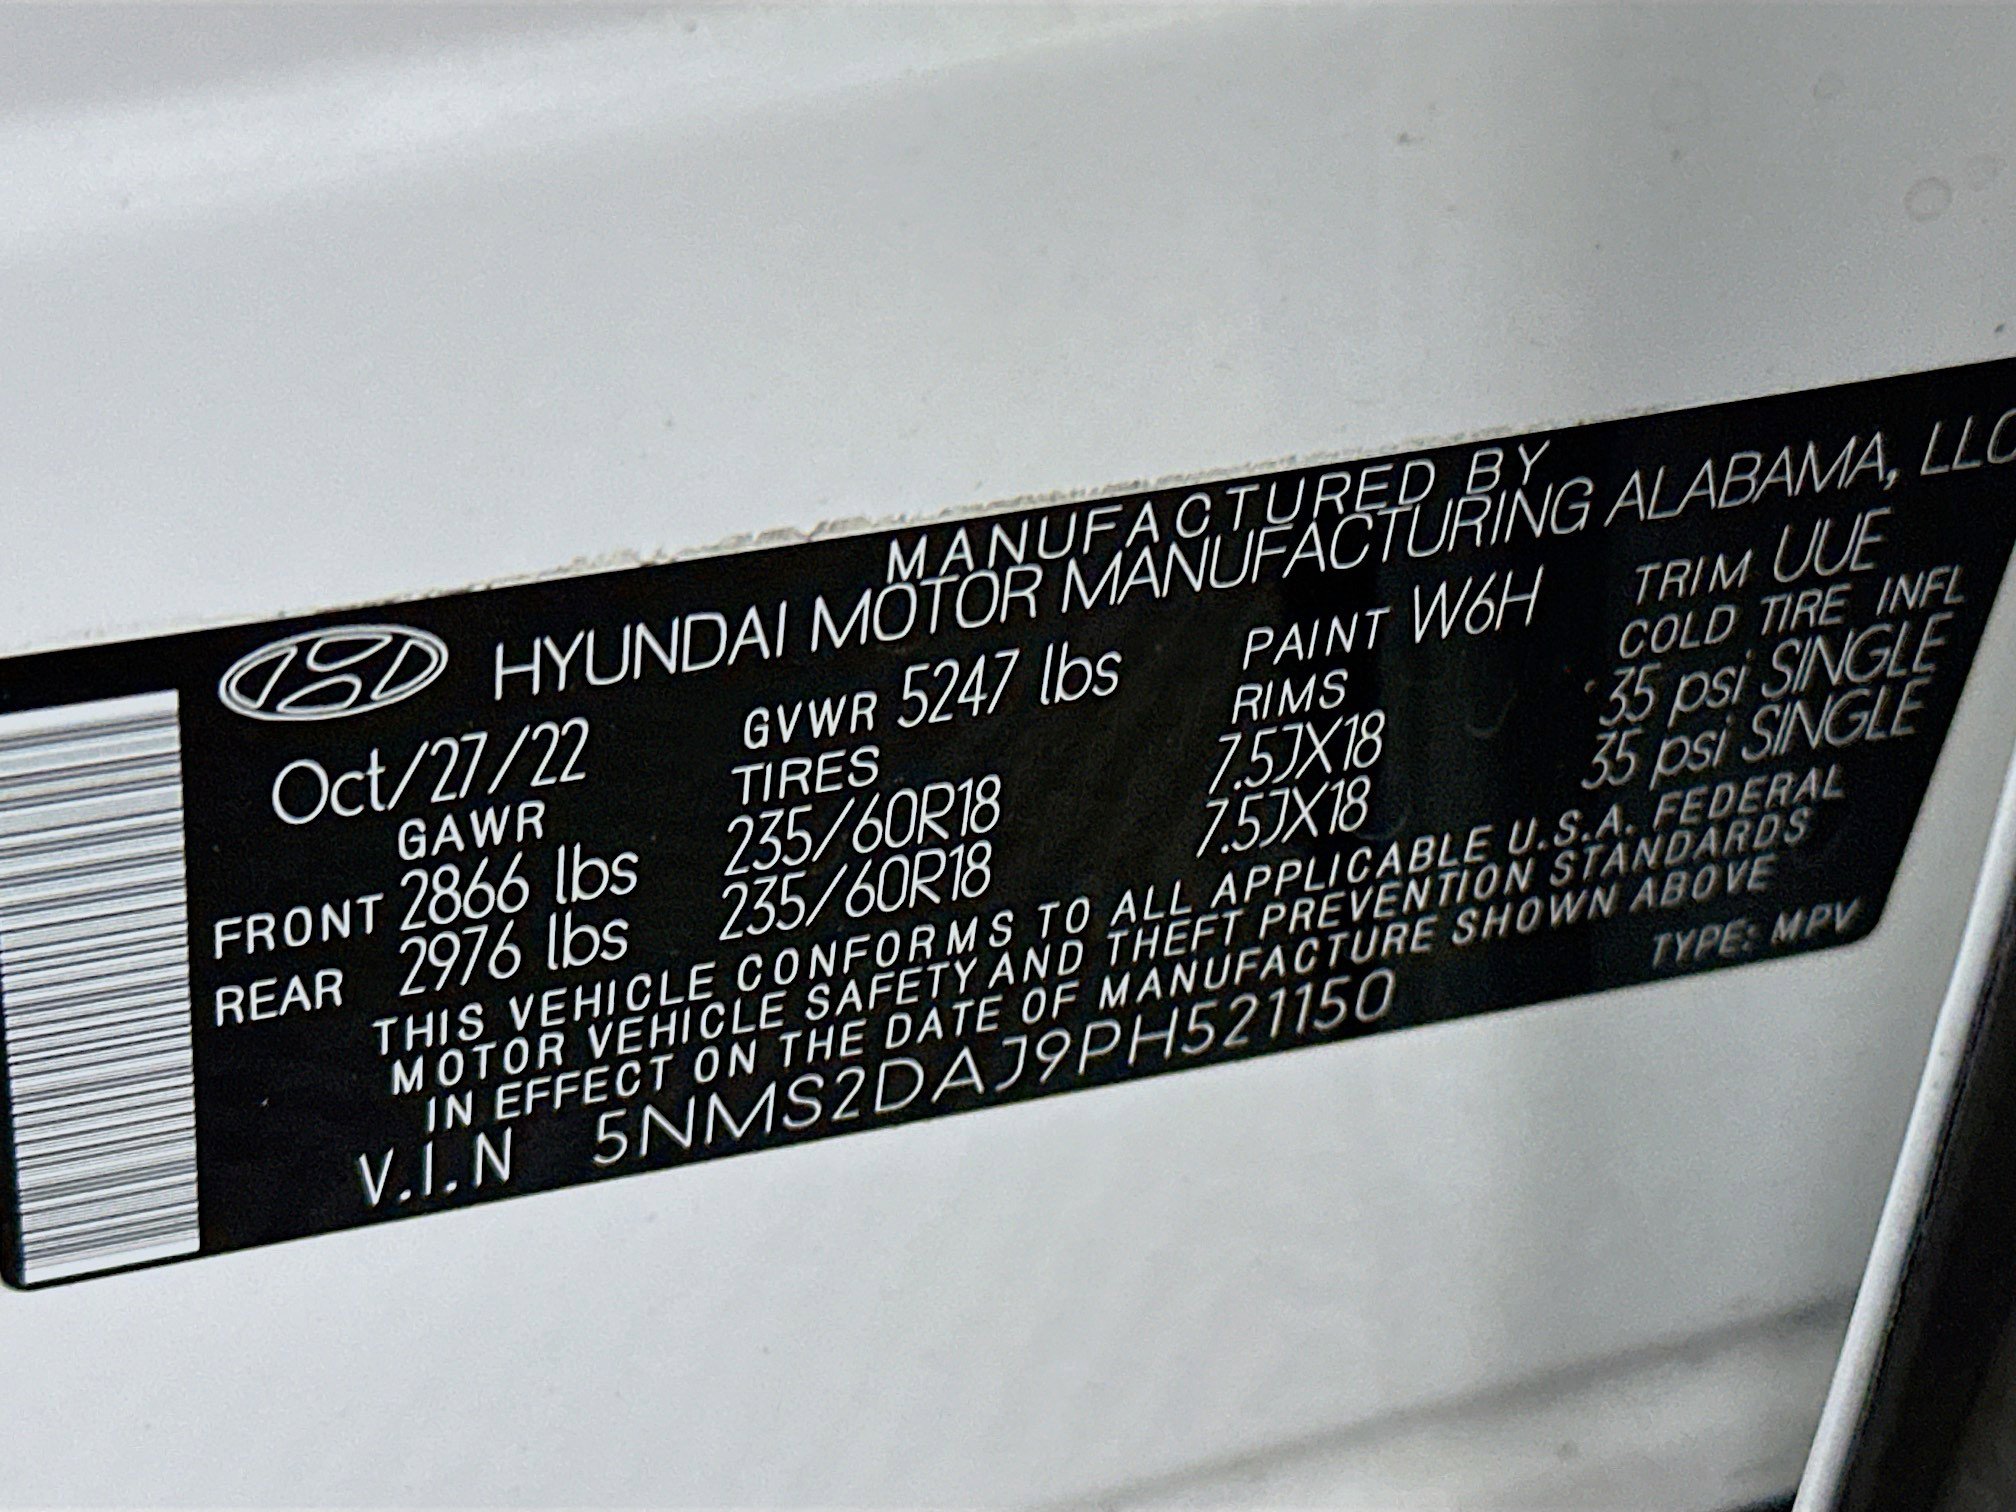 MANUFACTURED BY
HYUNDAI MOTOR MANUFACTURING ALABAMA, LLC
Oct/27/22 GVWR 5247 lbs PAINT W6H TRIM UUE
GAWR TIRES RIMS COLD TIRE INFL
FRONT 2866 lbs 235/60R18 7.5JX18 35 psi SINGLE
REAR 2976 lbs 235/60R18 7.5JX18 35 psi SINGLE
THIS VEHICLE CONFORMS TO ALL APPLICABLE U.S.A. FEDERAL
MOTOR VEHICLE SAFETY AND THEFT PREVENTION STANDARDS
IN EFFECT ON THE DATE OF MANUFACTURE SHOWN ABOVE
V.I.N 5NMS2DAJ9PH521150 TYPE: MPV